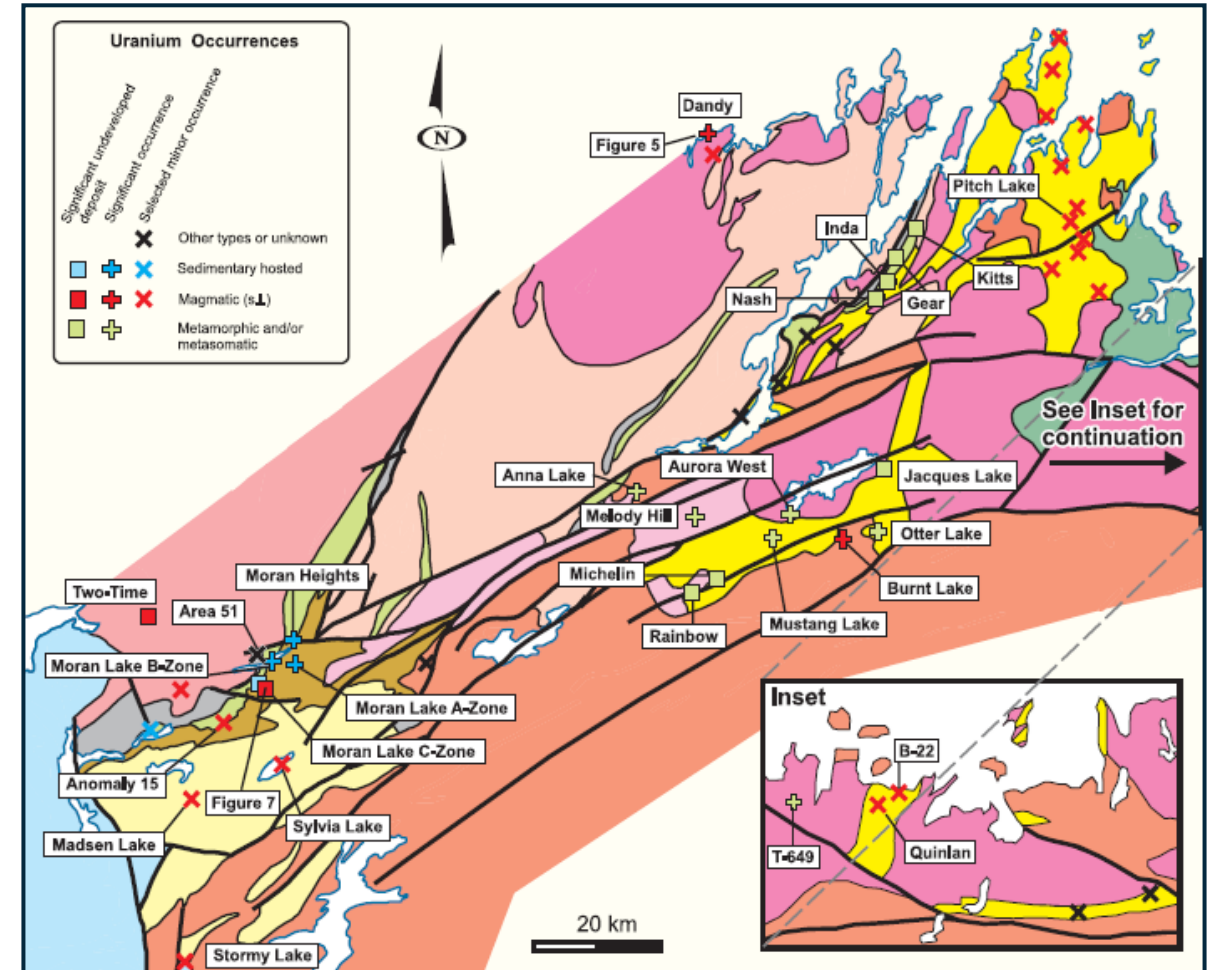 Uranium Occurrences
Significant undeveloped
deposit
Significant occurrence
Selected minor occurrence
Other types or unknown
Sedimentary hosted
Magmatic (s.l.)
Metamorphic and/or
metasomatic
N
Dandy
Figure 5
Pitch Lake
Inda
Kitts
Nash
Gear
See Inset for
continuation
Anna Lake
Aurora West
Jacques Lake
Melody Hill
Otter Lake
Michelin
Burnt Lake
Rainbow
Mustang Lake
Moran Heights
Two-Time
Area 51
Moran Lake B-Zone
Moran Lake A-Zone
Moran Lake C-Zone
Anomaly 15
Figure 7
Sylvia Lake
Madsen Lake
Stormy Lake
20 km
Inset
B-22
T-649
Quinlan